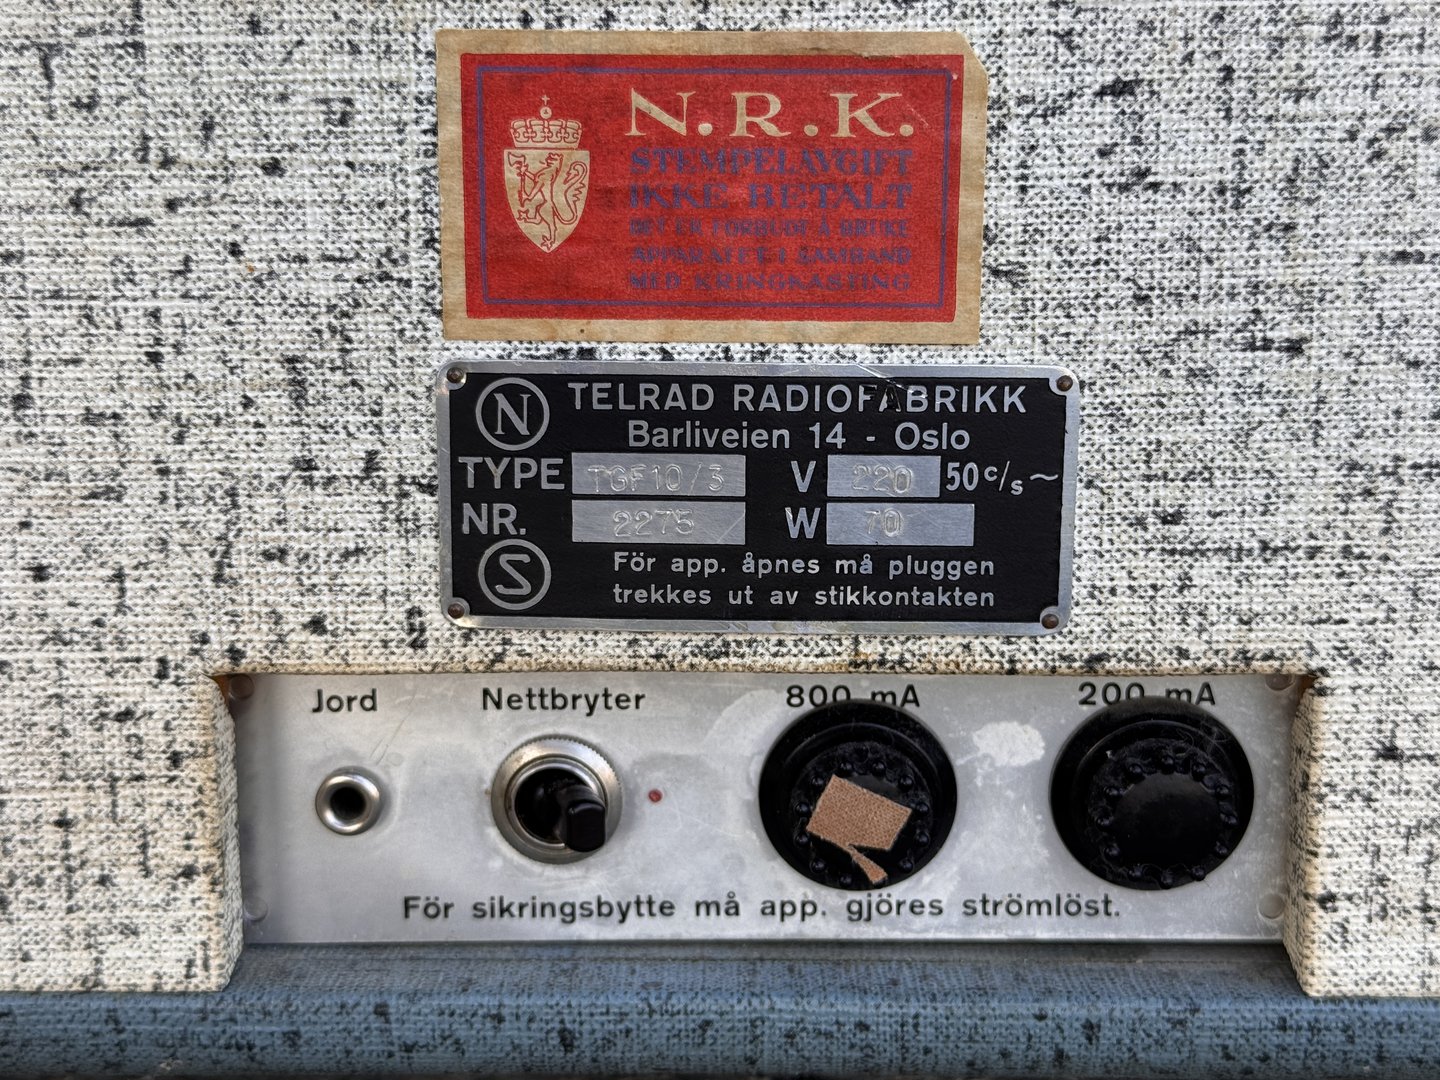 N.R.K.
STEMPELAVGIFT
IKKE BETALT
DET ER FORBUDT Å BRUKE
APPARATET I SAMBAND
MED KRINGKASTING
N TELRAD RADIOFABRIKK
Barliveien 14 - Oslo
TYPE TGF10/3 V 220 50 c/s ~
NR. 2275 W 70
S För app. åpnes må pluggen
trekkes ut av stikkontakten
Jord Nettbryter 800 mA 200 mA
För sikringsbytte må app. gjöres strömlöst.